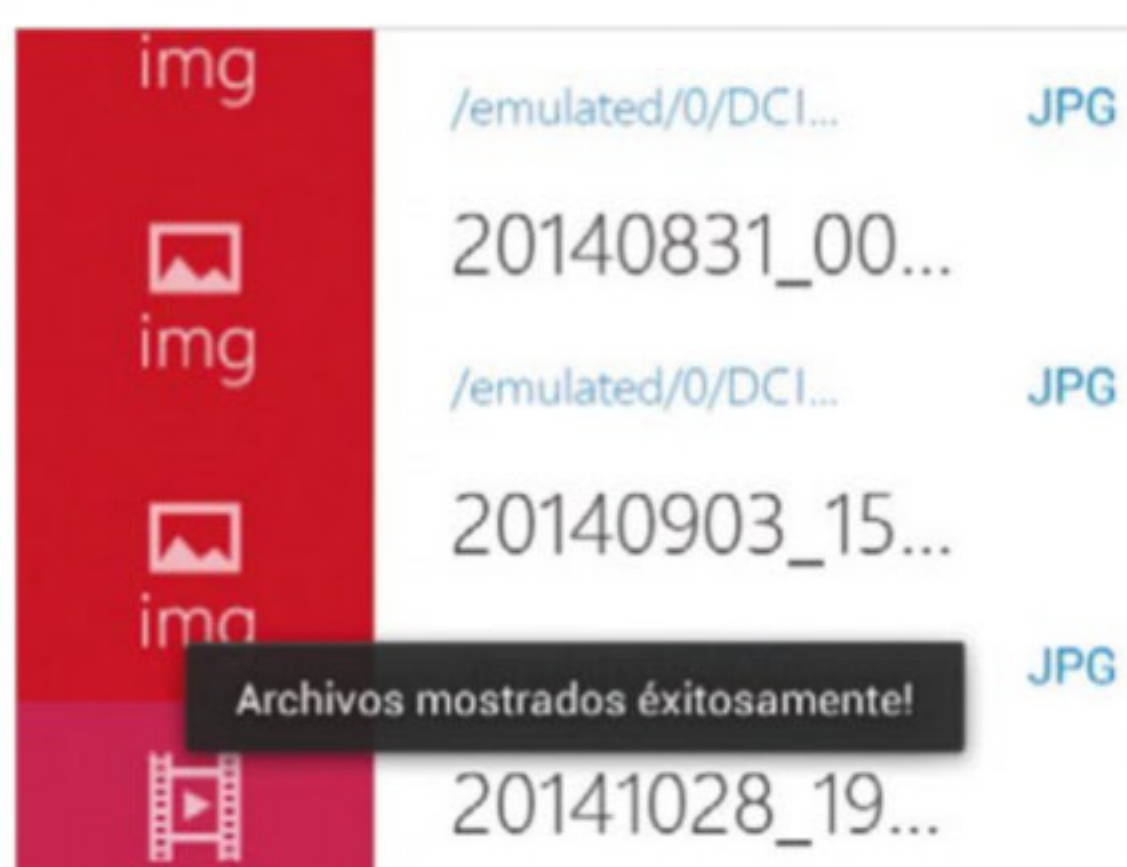 img
/emulated/0/DCI... JPG
20140831_00...
img
/emulated/0/DCI... JPG
20140903_15...
img
JPG
Archivos mostrados éxitosamente!
20141028_19...